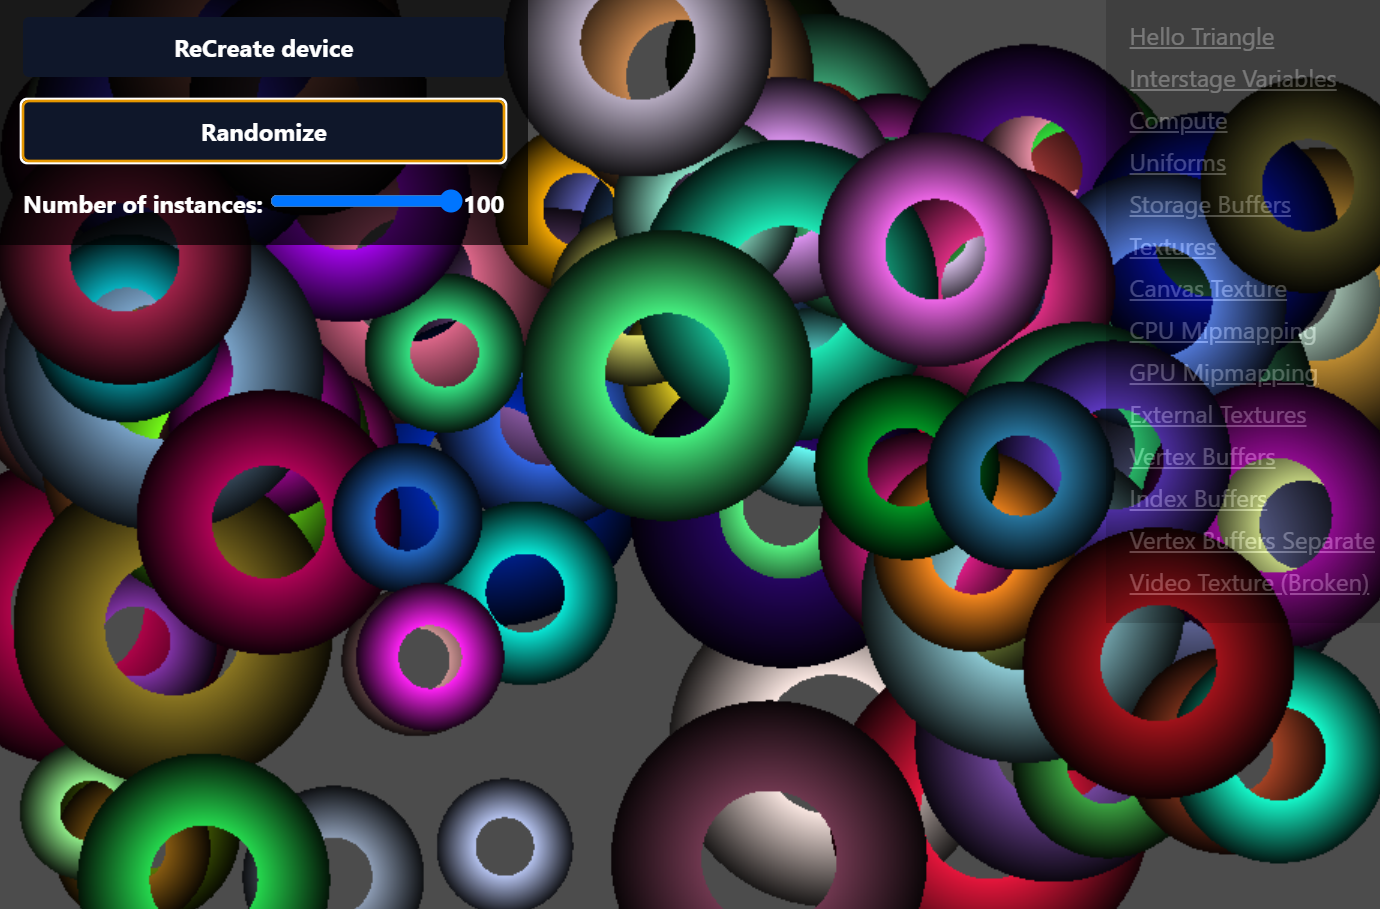 ReCreate device
Randomize
Number of instances: 100
Hello Triangle
Interstage Variables
Compute
Uniforms
Storage Buffers
Textures
Canvas Texture
CPU Mipmapping
GPU Mipmapping
External Textures
Vertex Buffers
Index Buffers
Vertex Buffers Separate
Video Texture (Broken)